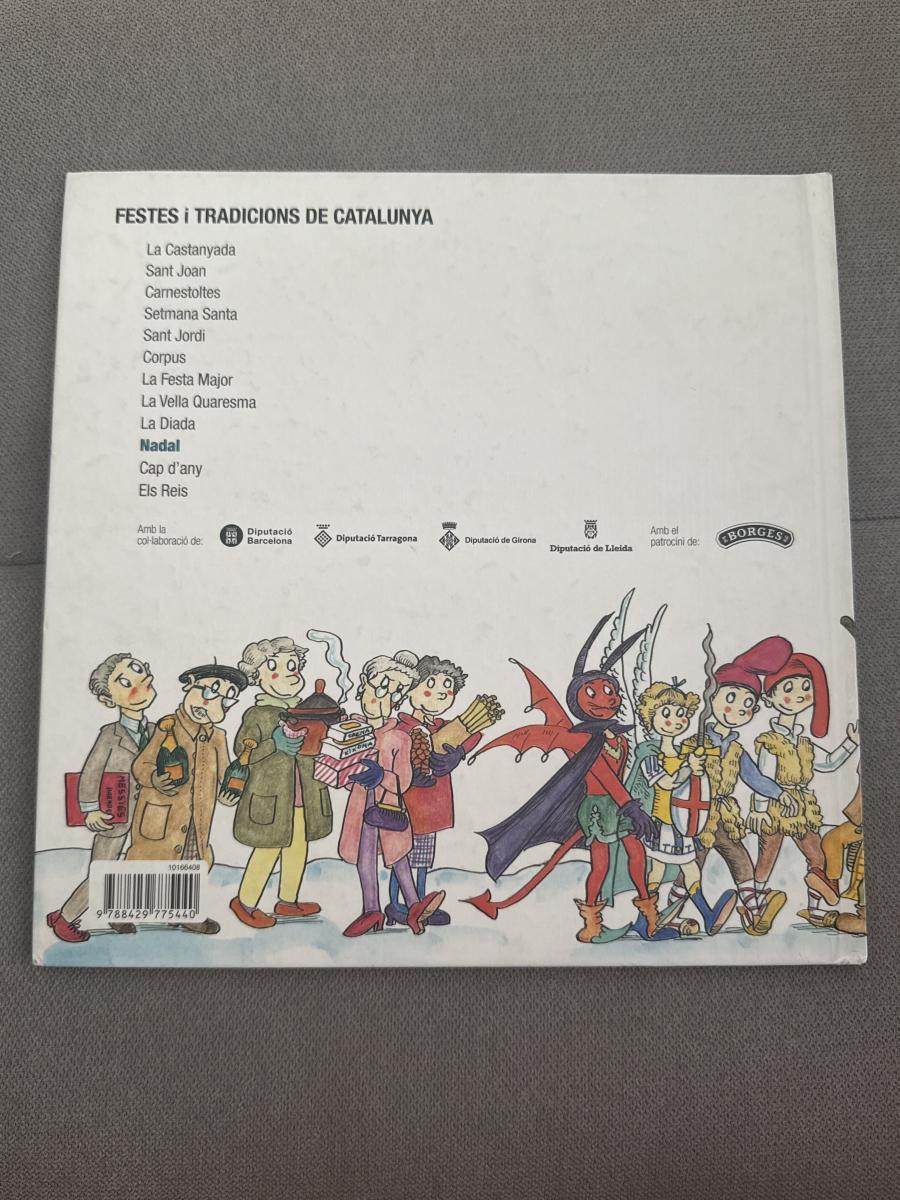 FESTES i TRADICIONS DE CATALUNYA
La Castanyada
Sant Joan
Carnestoltes
Setmana Santa
Sant Jordi
Corpus
La Festa Major
La Vella Quaresma
La Diada
Nadal
Cap d'any
Els Reis
Amb la
col·laboració de:
Diputació
Barcelona
Diputació Tarragona
Diputació de Girona
Diputació de Lleida
Amb el
patrocini de:
BORGES
XIXONA
MESSIES
10166408
9 788429 775440